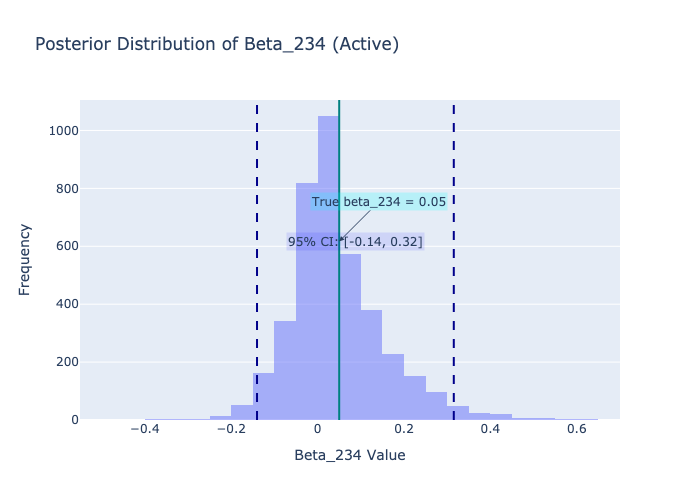 Posterior Distribution of Beta_234 (Active)
1000
800
600
400
200
0
Frequency
True beta_234 = 0.05
95% CI: [-0.14, 0.32]
−0.4
−0.2
0
0.2
0.4
0.6
Beta_234 Value